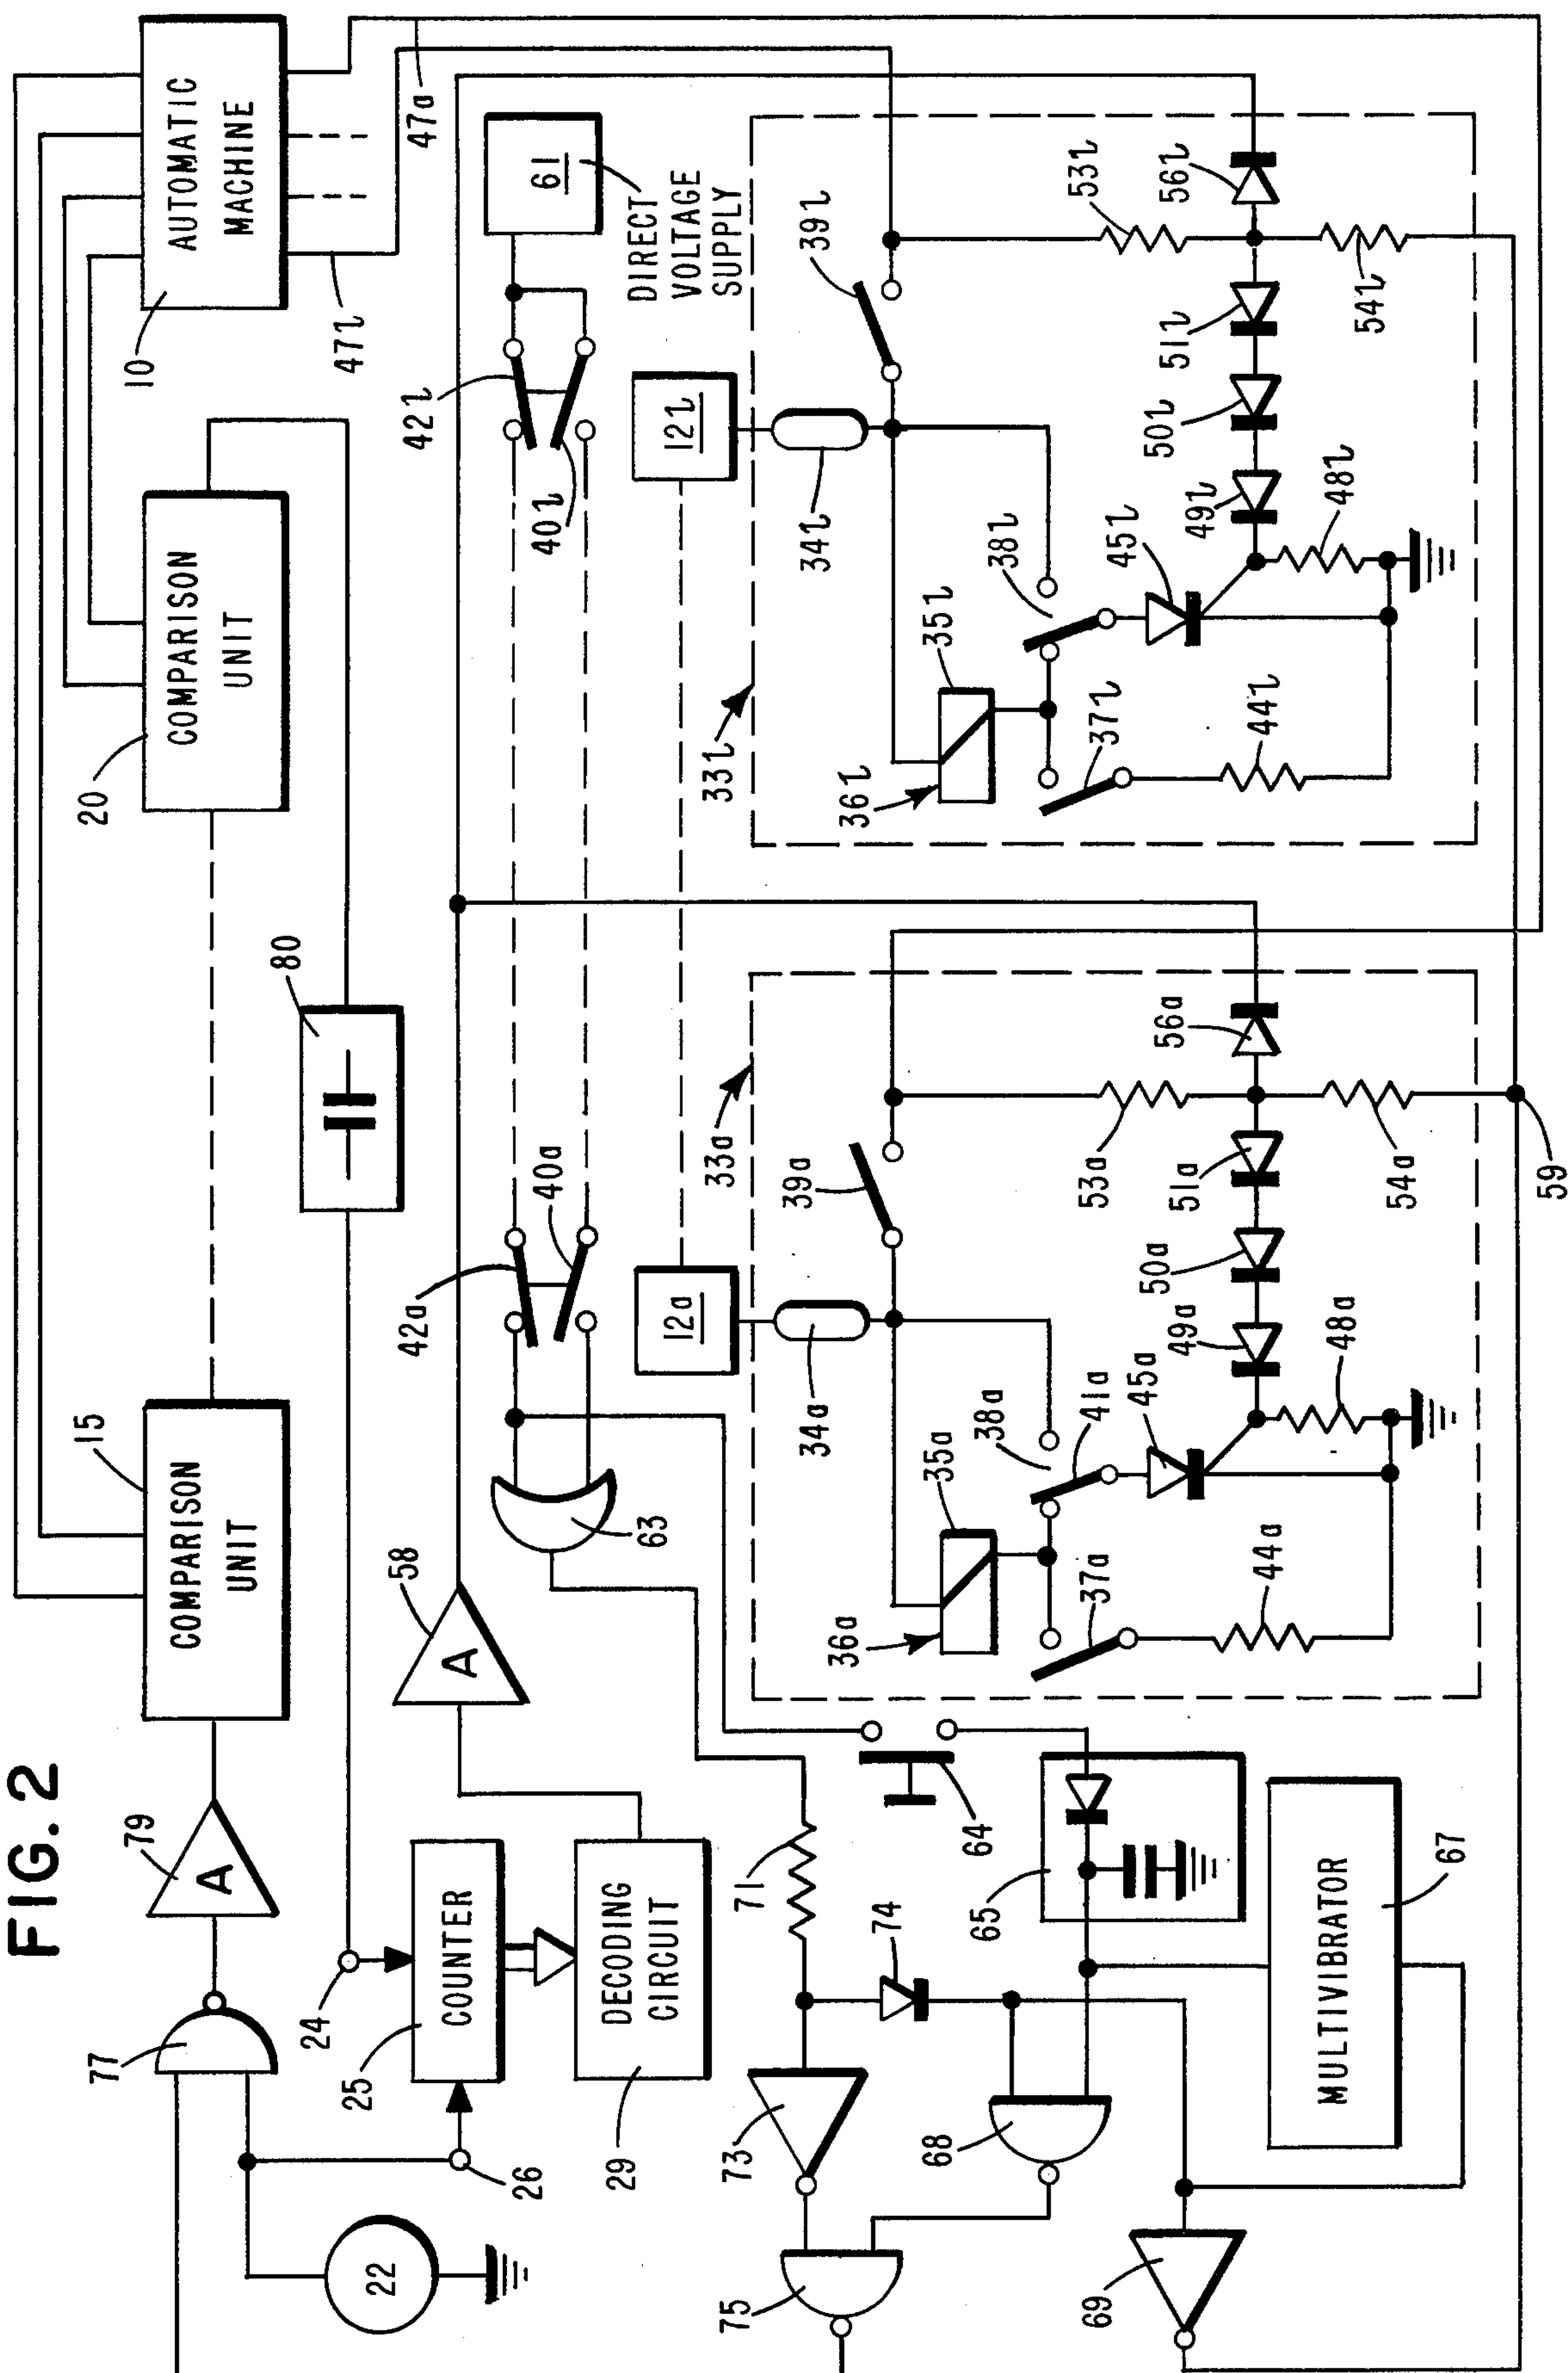 FIG. 2
AUTOMATIC
MACHINE
10
47a
47l
COMPARISON
UNIT
20
COMPARISON
UNIT
15
80
A
79
77
24
26
22
COUNTER
25
DECODING
CIRCUIT
29
A
58
61
DIRECT
VOLTAGE
SUPPLY
42l
40l
42a
40a
63
12l
12a
33l
34l
39l
53l
56l
51l
50l
49l
48l
54l
38l
45l
35l
36l
37l
44l
33a
34a
39a
53a
56a
51a
50a
49a
48a
54a
38a
41a
45a
35a
36a
37a
44a
59
71
64
65
74
73
68
75
69
MULTIVIBRATOR
67